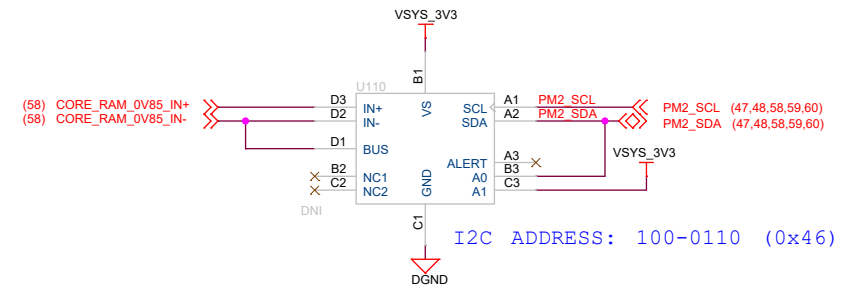 VSYS_3V3
B1
U110
(58) CORE_RAM_0V85_IN+
D3
IN+
VS
SCL
A1
PM2_SCL
PM2_SCL (47,48,58,59,60)
(58) CORE_RAM_0V85_IN-
D2
IN-
SDA
A2
PM2_SDA
PM2_SDA (47,48,58,59,60)
D1
BUS
VSYS_3V3
ALERT
A3
B2
NC1
A0
B3
C2
NC2
GND
A1
C3
DNI
C1
I2C ADDRESS: 100-0110 (0x46)
DGND